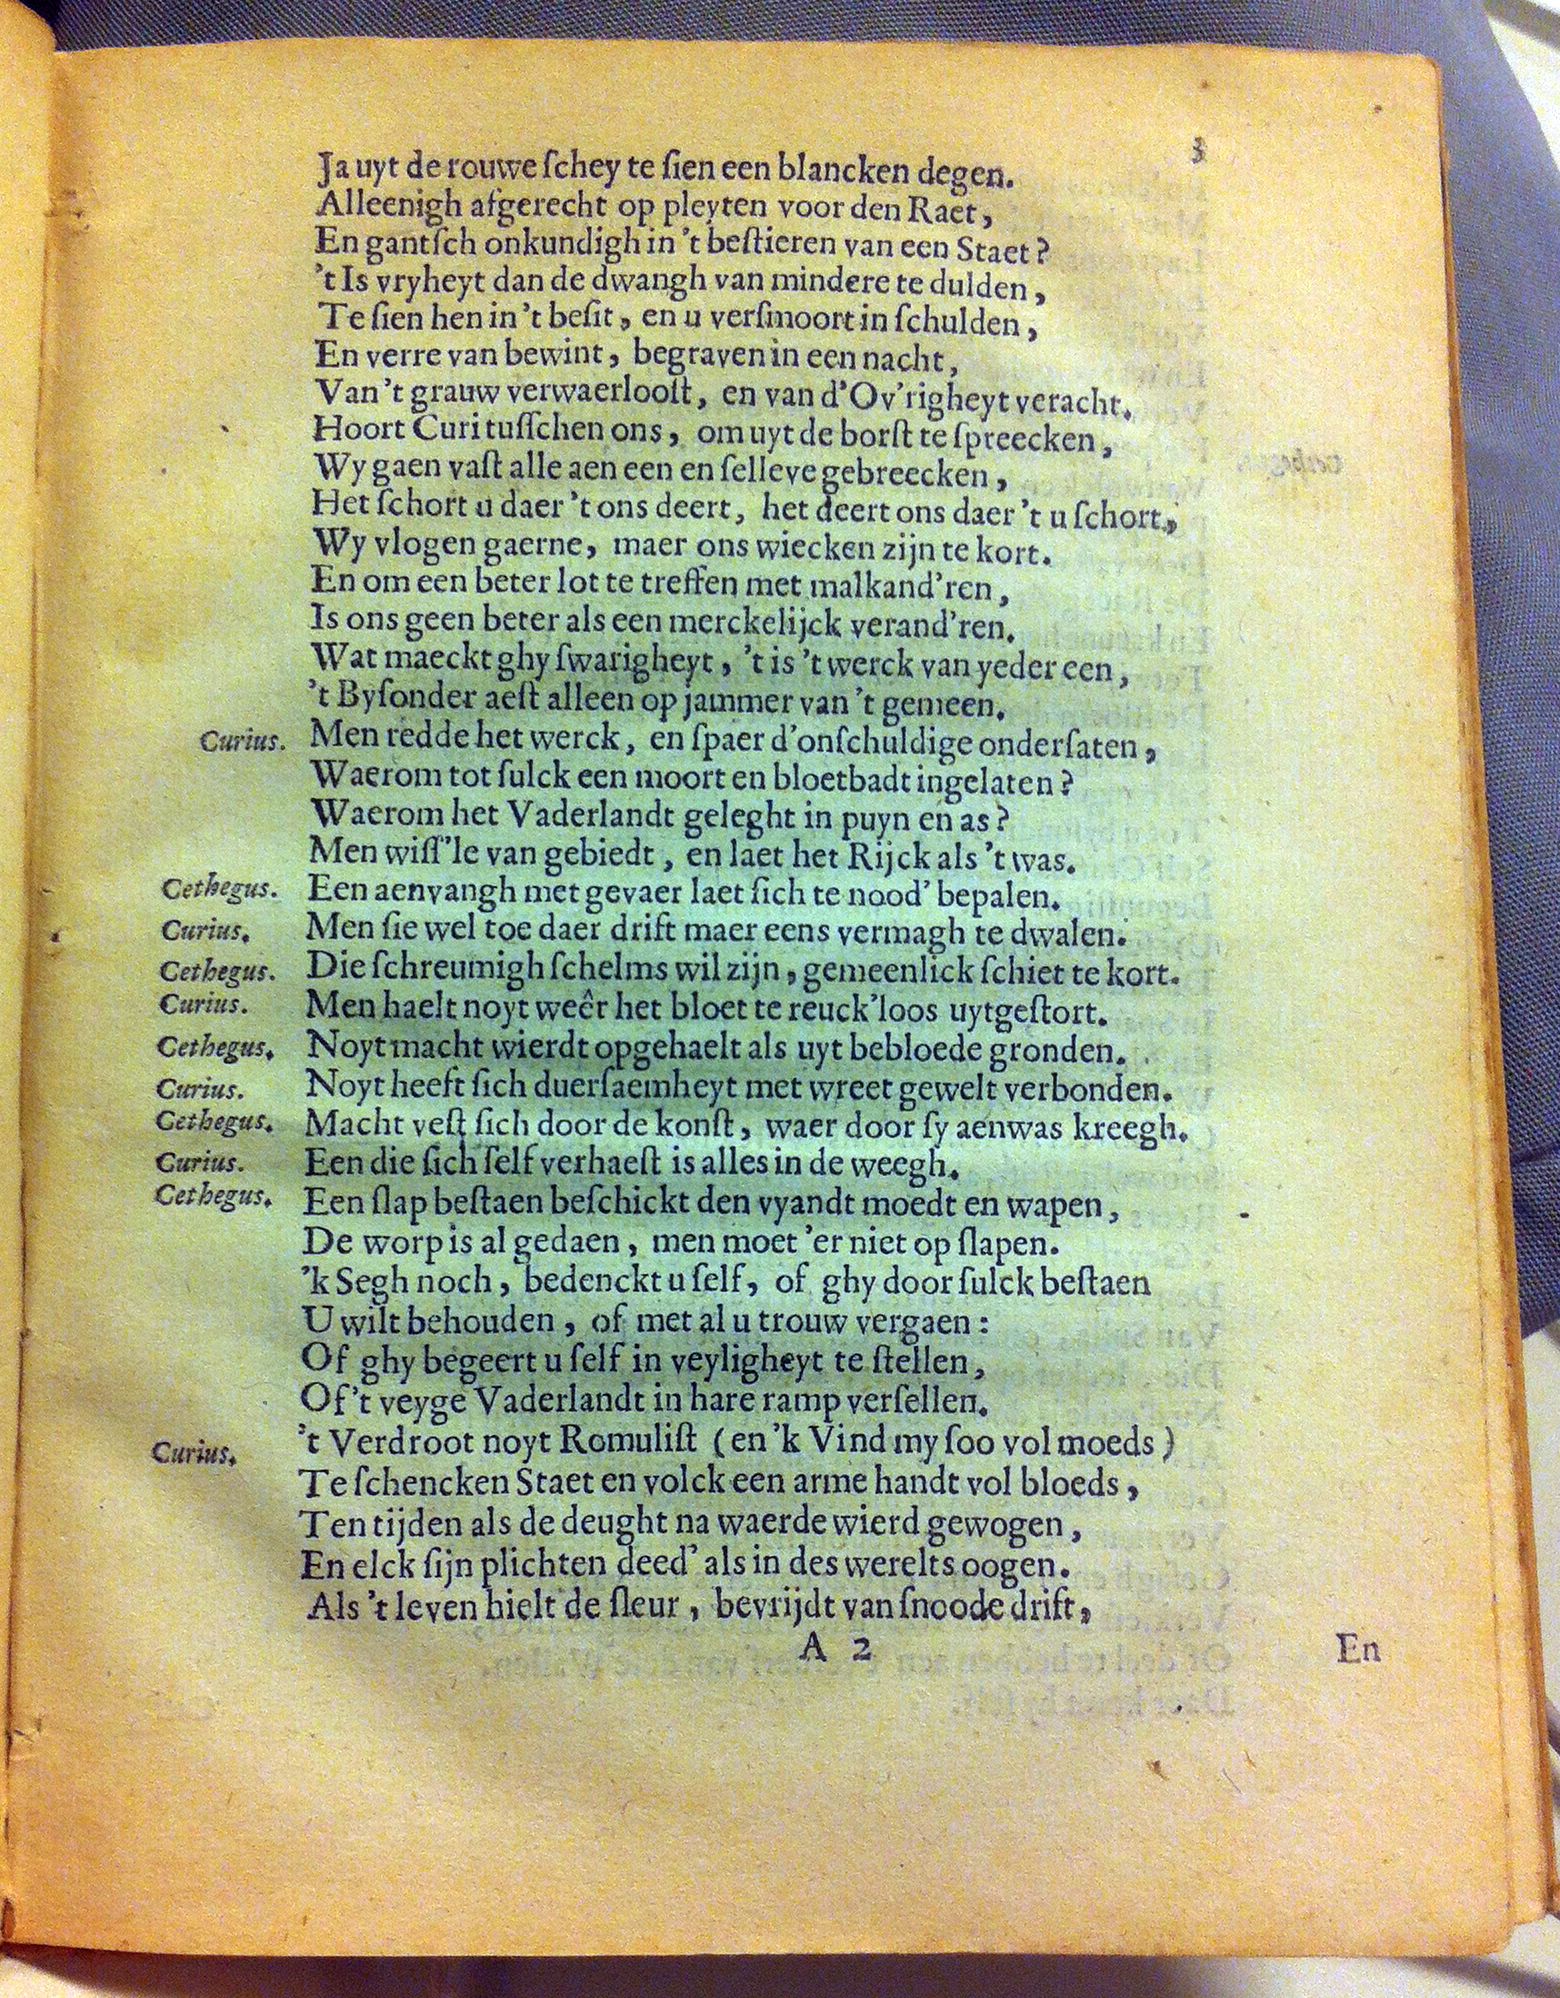 3
Ja uyt de rouwe ſchey te ſien een blancken degen.
Alleenigh afgerecht op pleyten voor den Raet,
En gantſch onkundigh in 't beſtieren van een Staet?
't Is vryheyt dan de dwangh van mindere te dulden,
Te ſien hen in 't beſit, en u verſmoort in ſchulden,
En verre van bewint, begraven in een nacht,
Van 't grauw verwaerlooſt, en van d'Ov'righeyt veracht.
Hoort Curi tuſſchen ons, om uyt de borſt te ſpreecken,
Wy gaen vaſt alle aen een en ſelleve gebreecken,
Het ſchort u daer 't ons deert, het deert ons daer 't u ſchort,
Wy vlogen gaerne, maer ons wiecken zijn te kort.
En om een beter lot te treffen met malkand'ren,
Is ons geen beter als een merckelijck verand'ren.
Wat maeckt ghy ſwarigheyt, 't is 't werck van yeder een,
't Byſonder aeſt alleen op jammer van 't gemeen.
Curius. Men redde het werck, en ſpaer d'onſchuldige onderſaten,
Waerom tot ſulck een moort en bloetbadt ingelaten?
Waerom het Vaderlandt geleght in puyn en as?
Men wiſſ'le van gebiedt, en laet het Rijck als 't was.
Cethegus. Een aenvangh met gevaer laet ſich te nood' bepalen.
Curius. Men ſie wel toe daer drift maer eens vermagh te dwalen.
Cethegus. Die ſchreumigh ſchelms wil zijn, gemeenlick ſchiet te kort.
Curius. Men haelt noyt weêr het bloet te reuck'loos uytgeſtort.
Cethegus. Noyt macht wierdt opgehaelt als uyt bebloede gronden.
Curius. Noyt heeft ſich duerſaemheyt met wreet gewelt verbonden.
Cethegus. Macht veſt ſich door de konſt, waer door ſy aenwas kreegh.
Curius. Een die ſich ſelf verhaeſt is alles in de weegh.
Cethegus. Een ſlap beſtaen beſchickt den vyandt moedt en wapen,
De worp is al gedaen, men moet 'er niet op ſlapen.
'k Segh noch, bedenckt u ſelf, of ghy door ſulck beſtaen
U wilt behouden, of met al u trouw vergaen:
Of ghy begeert u ſelf in veyligheyt te ſtellen,
Of 't veyge Vaderlandt in hare ramp verſellen.
Curius. 't Verdroot noyt Romuliſt (en 'k Vind my ſoo vol moeds)
Te ſchencken Staet en volck een arme handt vol bloeds,
Ten tijden als de deught na waerde wierd gewogen,
En elck ſijn plichten deed' als in des werelts oogen.
Als 't leven hielt de ſleur, bevrijdt van ſnoode drift,
A 2 En